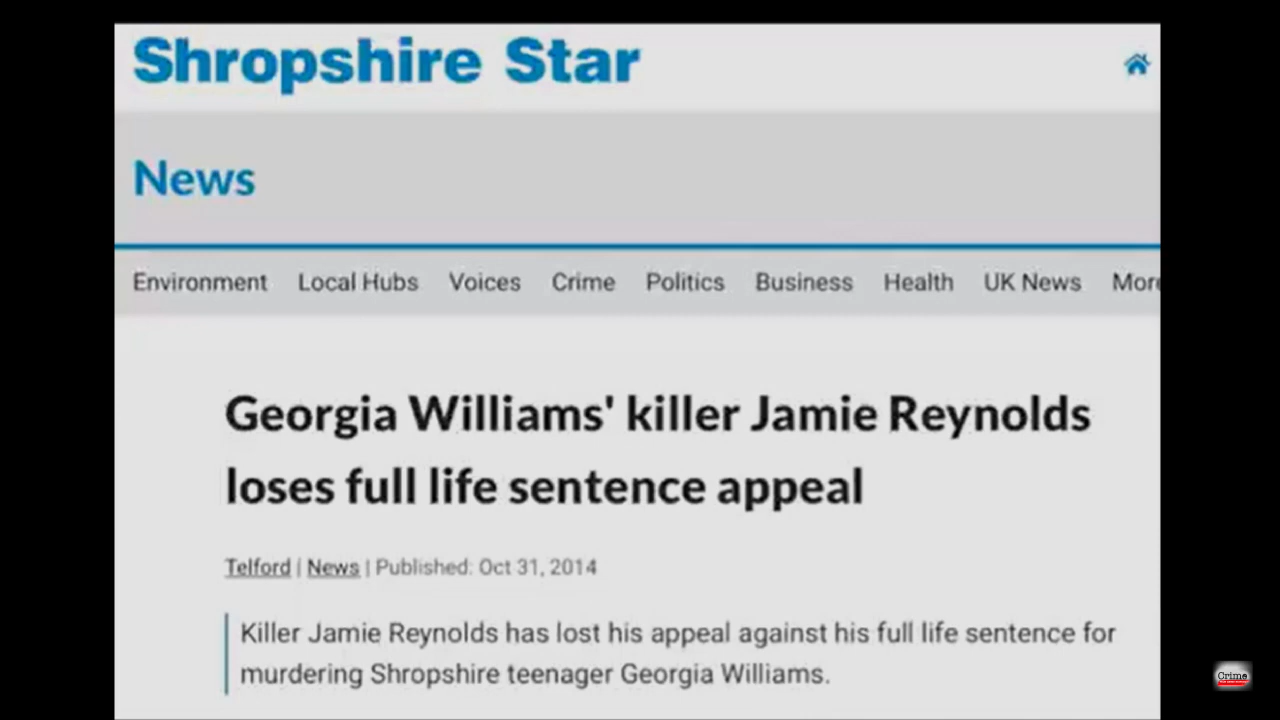 Shropshire Star
News
Environment Local Hubs Voices Crime Politics Business Health UK News More
Georgia Williams' killer Jamie Reynolds
loses full life sentence appeal
Telford | News | Published: Oct 31, 2014
Killer Jamie Reynolds has lost his appeal against his full life sentence for
murdering Shropshire teenager Georgia Williams.
Crime